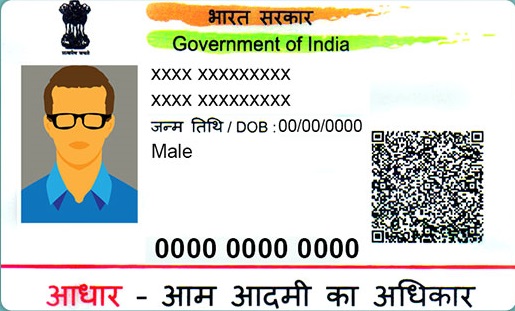 भारत सरकार
Government of India
XXXX XXXXXXXXX
XXXX XXXXXXXXX
जन्म तिथि / DOB : 00/00/0000
Male
0000 0000 0000
आधार - आम आदमी का अधिकार